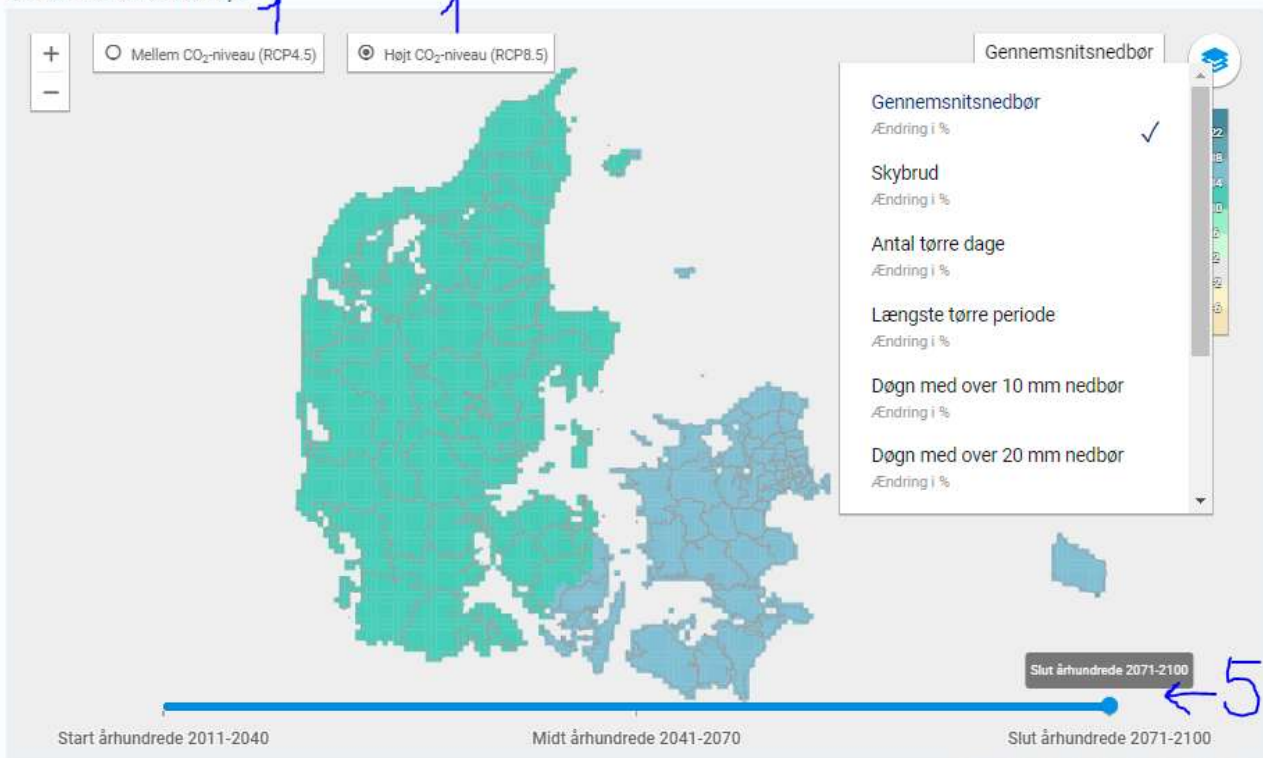 1 1
+
−
Mellem CO₂-niveau (RCP4.5)
Højt CO₂-niveau (RCP8.5)
Gennemsnitsnedbør
Gennemsnitsnedbør
Ændring i %
Skybrud
Ændring i %
Antal tørre dage
Ændring i %
Længste tørre periode
Ændring i %
Døgn med over 10 mm nedbør
Ændring i %
Døgn med over 20 mm nedbør
Ændring i %
Slut århundrede 2071-2100
←5
Start århundrede 2011-2040
Midt århundrede 2041-2070
Slut århundrede 2071-2100